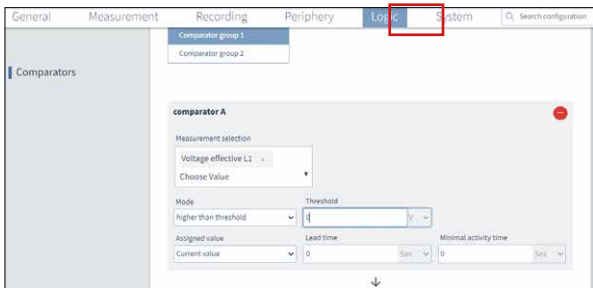 General Measurement Recording Periphery Logic System Search configuration
Comparator group 1
Comparator group 2
Comparators
comparator A
Measurement selection
Voltage effective L1
Choose Value
Mode Threshold
higher than threshold 0 V
Assigned value Lead time Minimal activity time
Current value 0 Sec 0 Sec